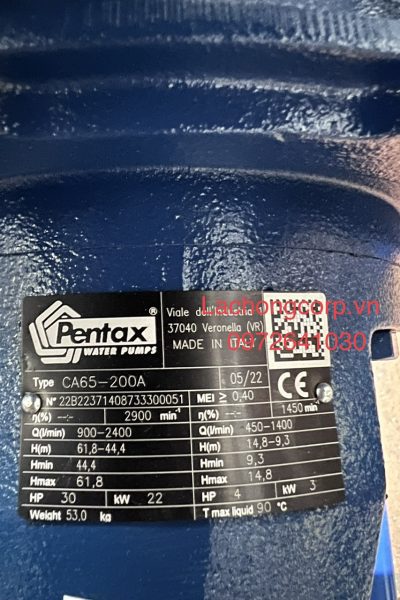 Pentax®
WATER PUMPS
Viale dell'Industria
37040 Veronella (VR)
MADE IN ITALY
Lachongcorp.vn
0972641030
Type CA65-200A 05/22 CE
N° 22B22371408733300051 MEI ≥ 0,40
η(%) --:- 2900 min⁻¹ η(%) --:- 1450 min⁻¹
Q(l/min) 900-2400 Q(l/min) 450-1400
H(m) 61,8-44,4 H(m) 14,8-9,3
Hmin 44,4 Hmin 9,3
Hmax 61,8 Hmax 14,8
HP 30 kW 22 HP 4 kW 3
Weight 53,0 kg T max liquid 90 °C